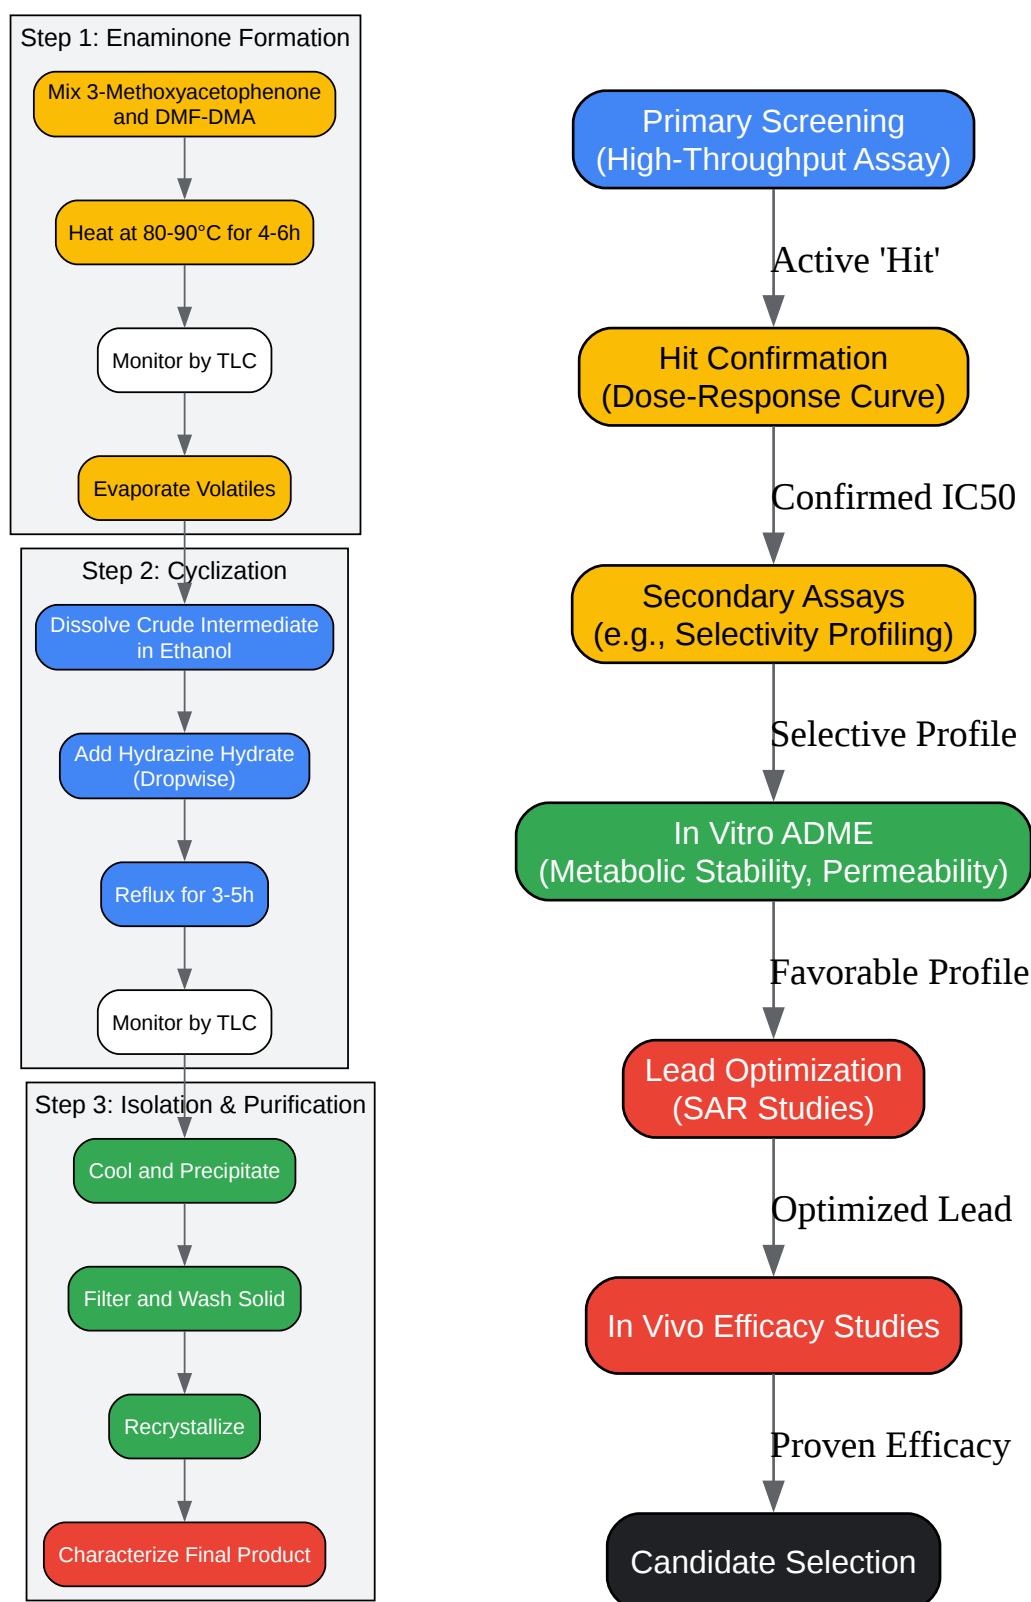 Step 1: Enaminone Formation
Mix 3-Methoxyacetophenone
and DMF-DMA
Heat at 80-90°C for 4-6h
Monitor by TLC
Evaporate Volatiles
Step 2: Cyclization
Dissolve Crude Intermediate
in Ethanol
Add Hydrazine Hydrate
(Dropwise)
Reflux for 3-5h
Monitor by TLC
Step 3: Isolation & Purification
Cool and Precipitate
Filter and Wash Solid
Recrystallize
Characterize Final Product
Primary Screening
(High-Throughput Assay)
Active 'Hit'
Hit Confirmation
(Dose-Response Curve)
Confirmed IC50
Secondary Assays
(e.g., Selectivity Profiling)
Selective Profile
In Vitro ADME
(Metabolic Stability, Permeability)
Favorable Profile
Lead Optimization
(SAR Studies)
Optimized Lead
In Vivo Efficacy Studies
Proven Efficacy
Candidate Selection